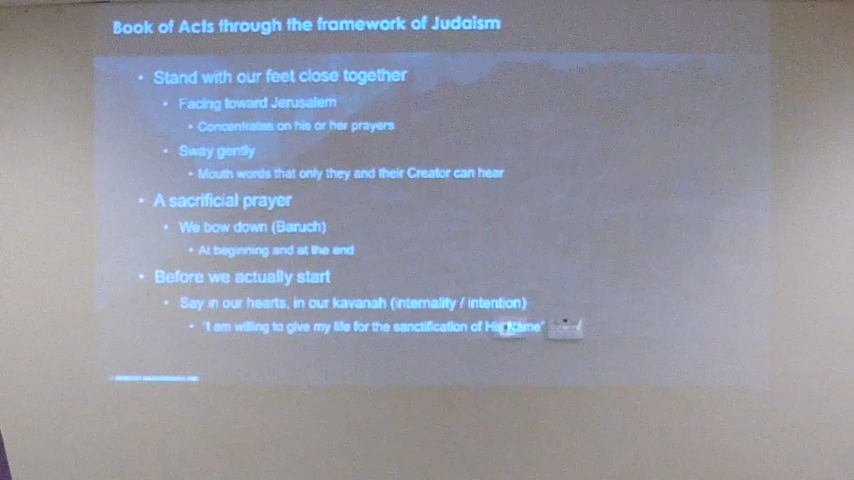 Book of Acts through the framework of Judaism
• Stand with our feet close together
• Facing toward Jerusalem
• Concentrates on his or her prayers
• Sway gently
• Mouth words that only they and their Creator can hear
• A sacrificial prayer
• We bow down (Baruch)
• At beginning and at the end
• Before we actually start
• Say in our hearts, in our kavanah (internality / intention)
• "I am willing to give my life for the sanctification of His Name"